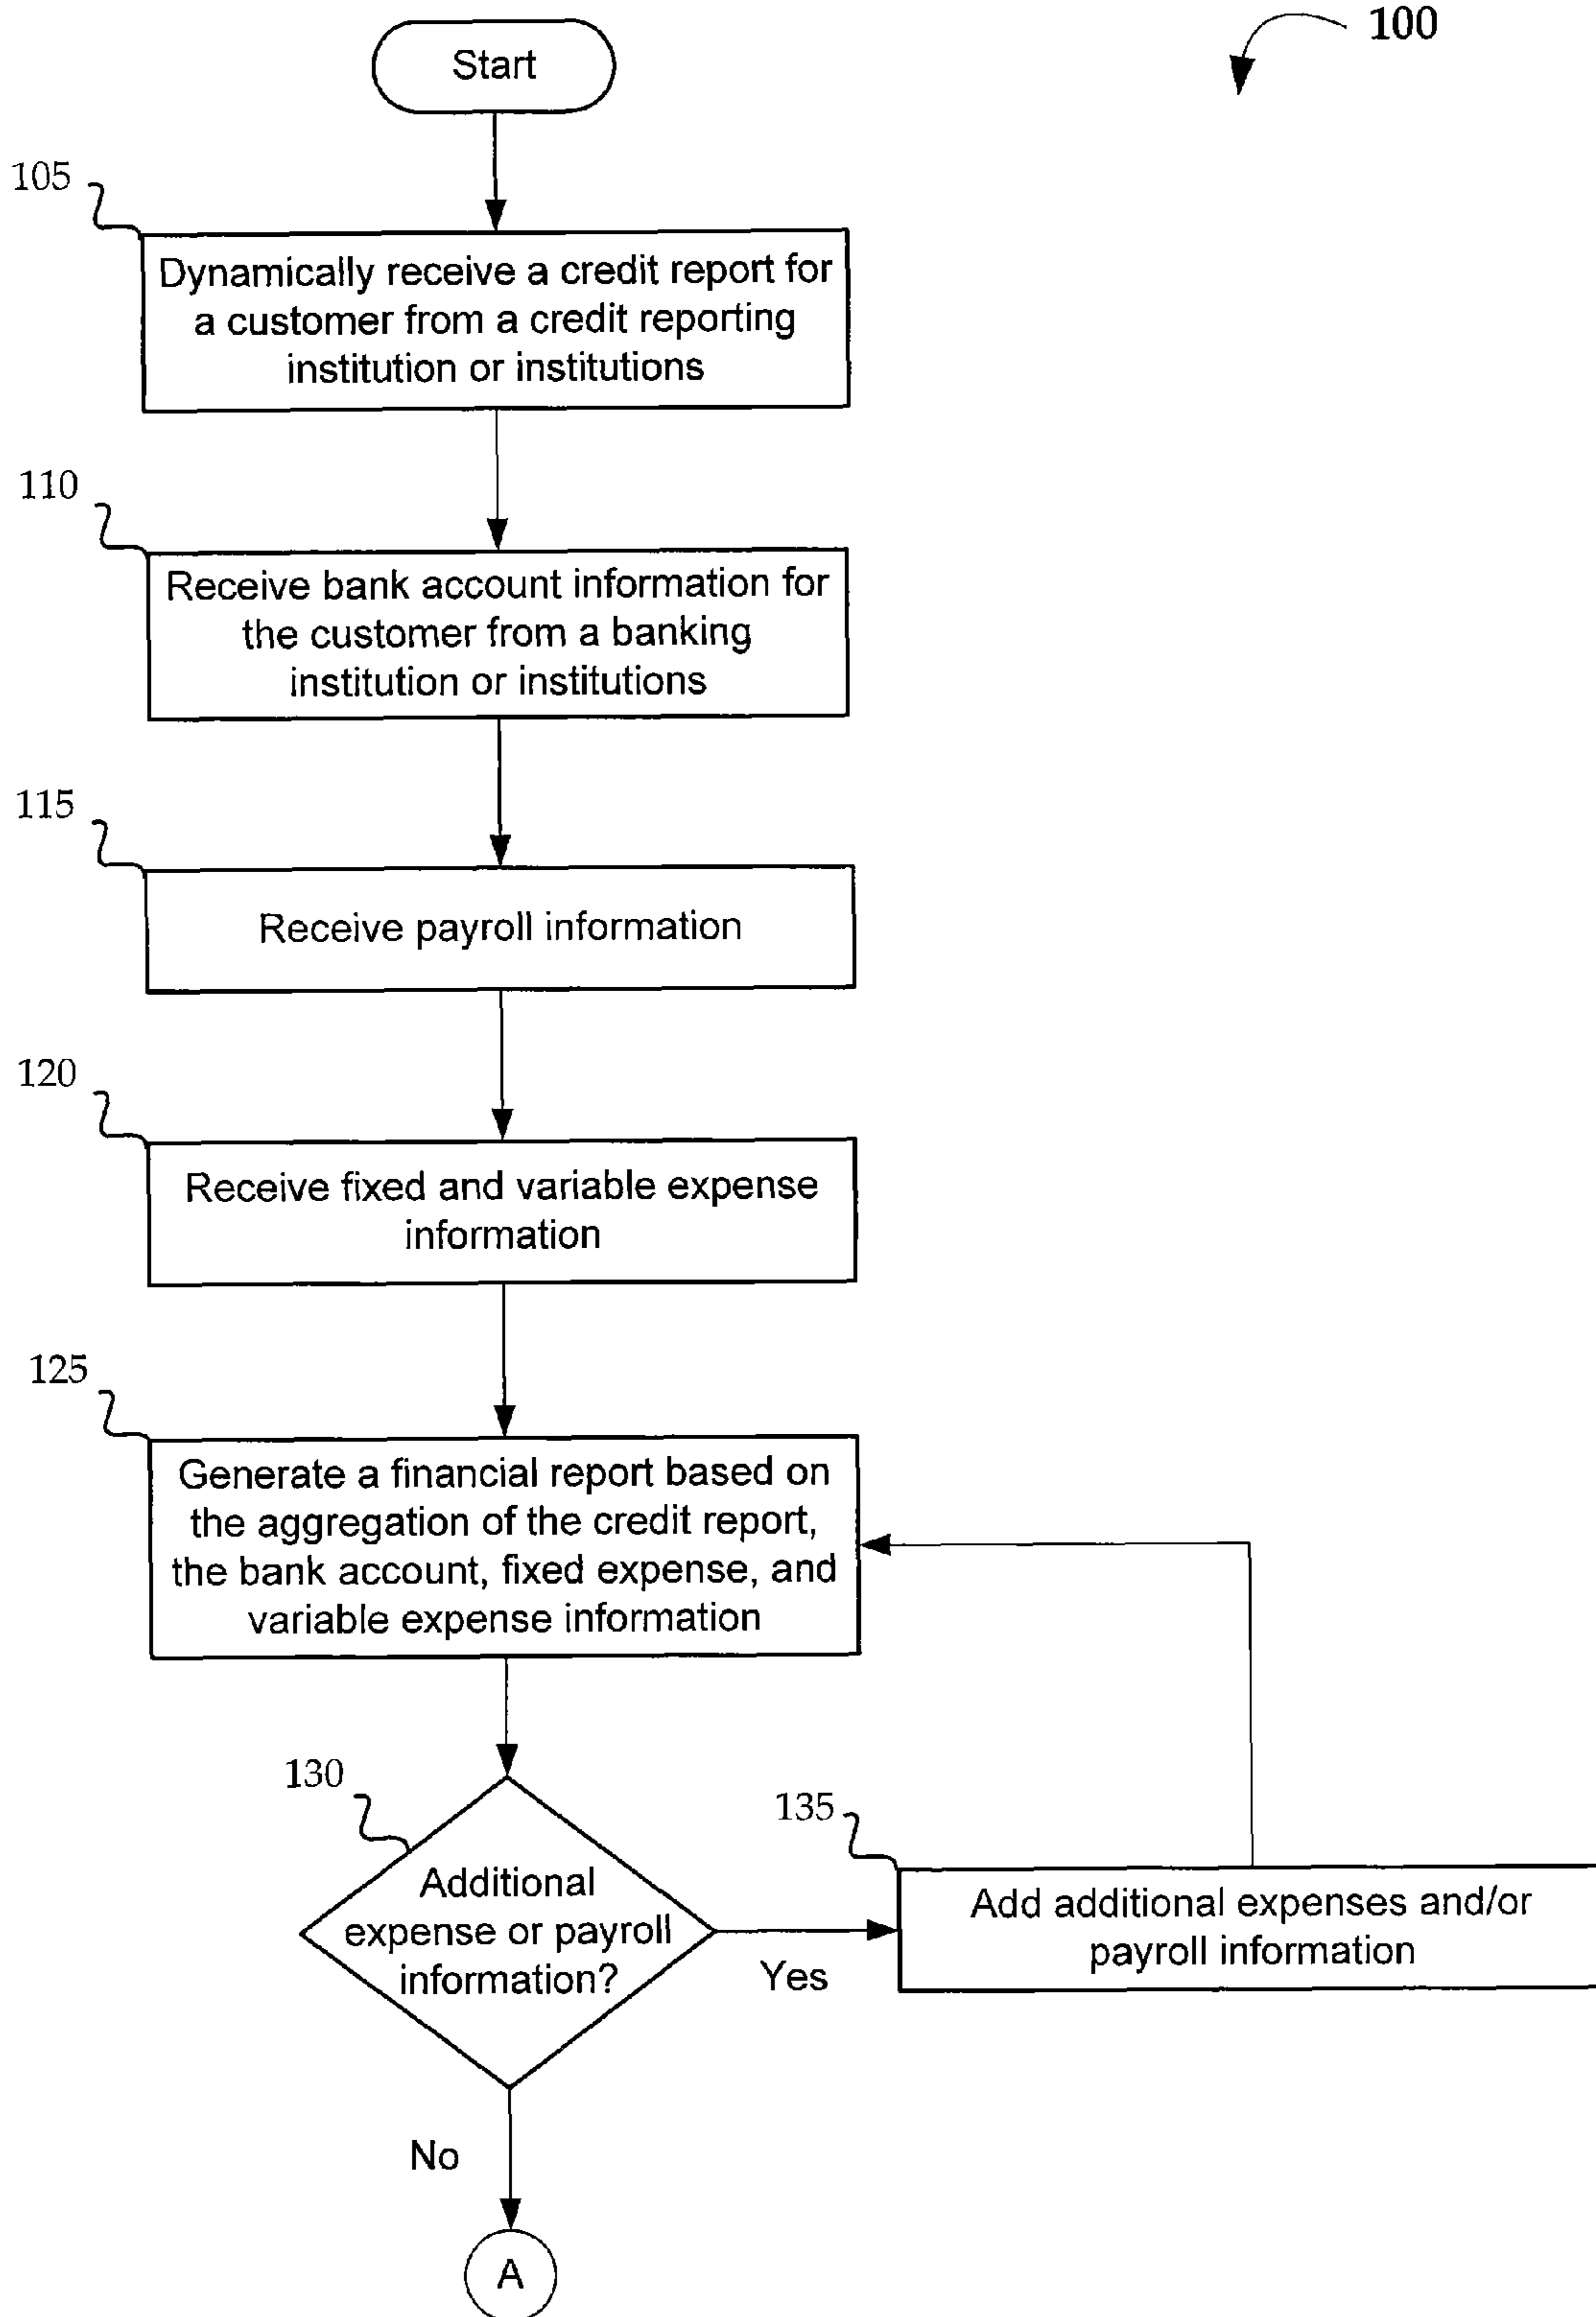 100
Start
105
Dynamically receive a credit report for
a customer from a credit reporting
institution or institutions
110
Receive bank account information for
the customer from a banking
institution or institutions
115
Receive payroll information
120
Receive fixed and variable expense
information
125
Generate a financial report based on
the aggregation of the credit report,
the bank account, fixed expense, and
variable expense information
130
Additional
expense or payroll
information?
Yes
135
Add additional expenses and/or
payroll information
No
A